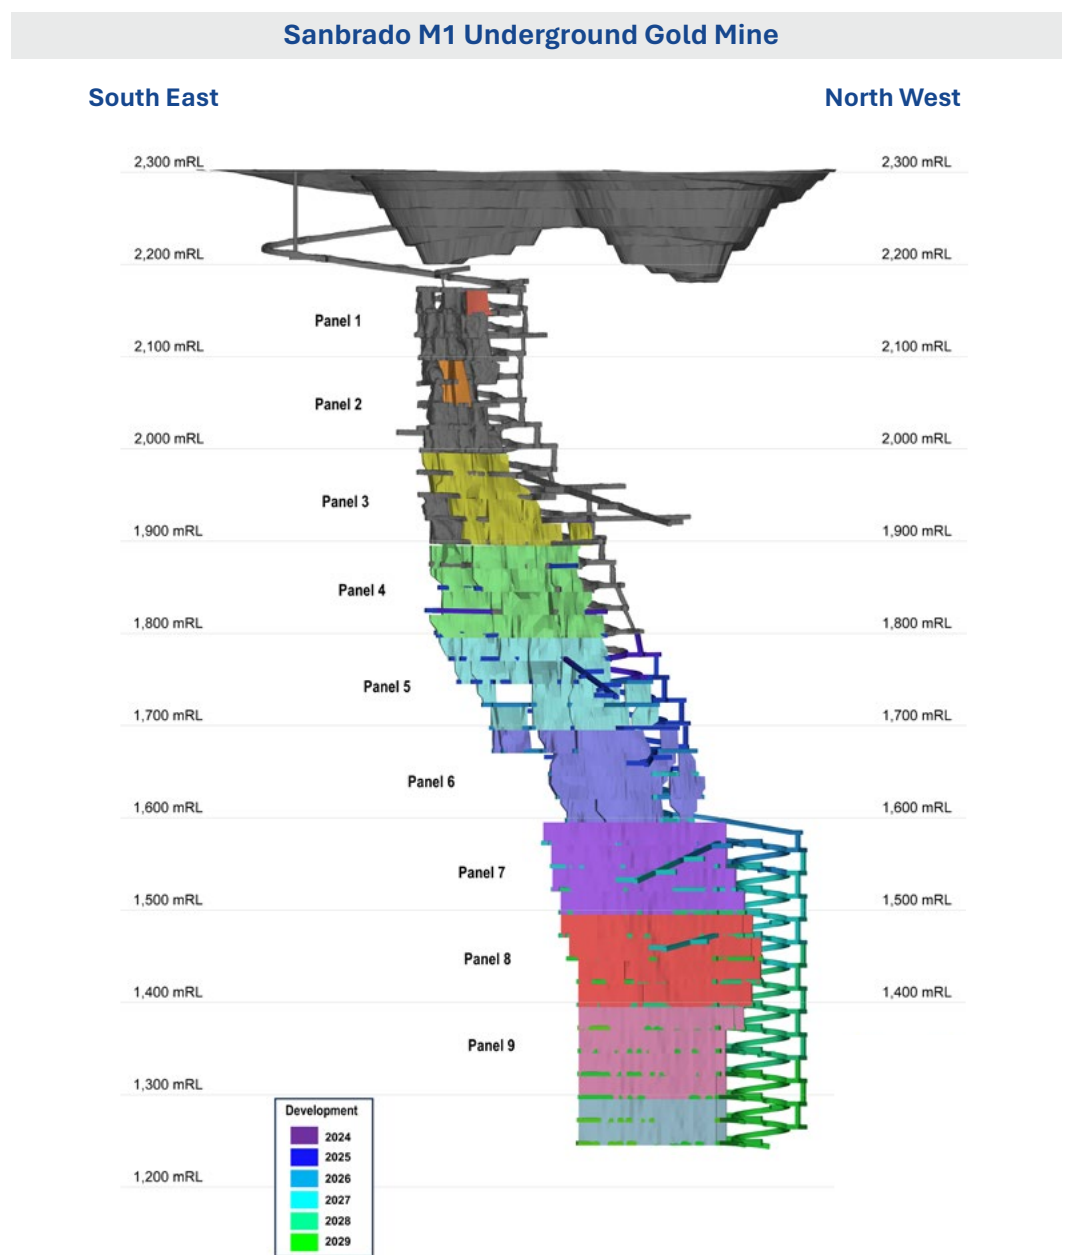 Sanbrado M1 Underground Gold Mine
South East North West
2,300 mRL 2,300 mRL
2,200 mRL 2,200 mRL
Panel 1
2,100 mRL 2,100 mRL
Panel 2
2,000 mRL 2,000 mRL
Panel 3
1,900 mRL 1,900 mRL
Panel 4
1,800 mRL 1,800 mRL
Panel 5
1,700 mRL 1,700 mRL
Panel 6
1,600 mRL 1,600 mRL
Panel 7
1,500 mRL 1,500 mRL
Panel 8
1,400 mRL 1,400 mRL
Panel 9
1,300 mRL
Development
2024
2025
1,200 mRL
2026
2027
2028
2029